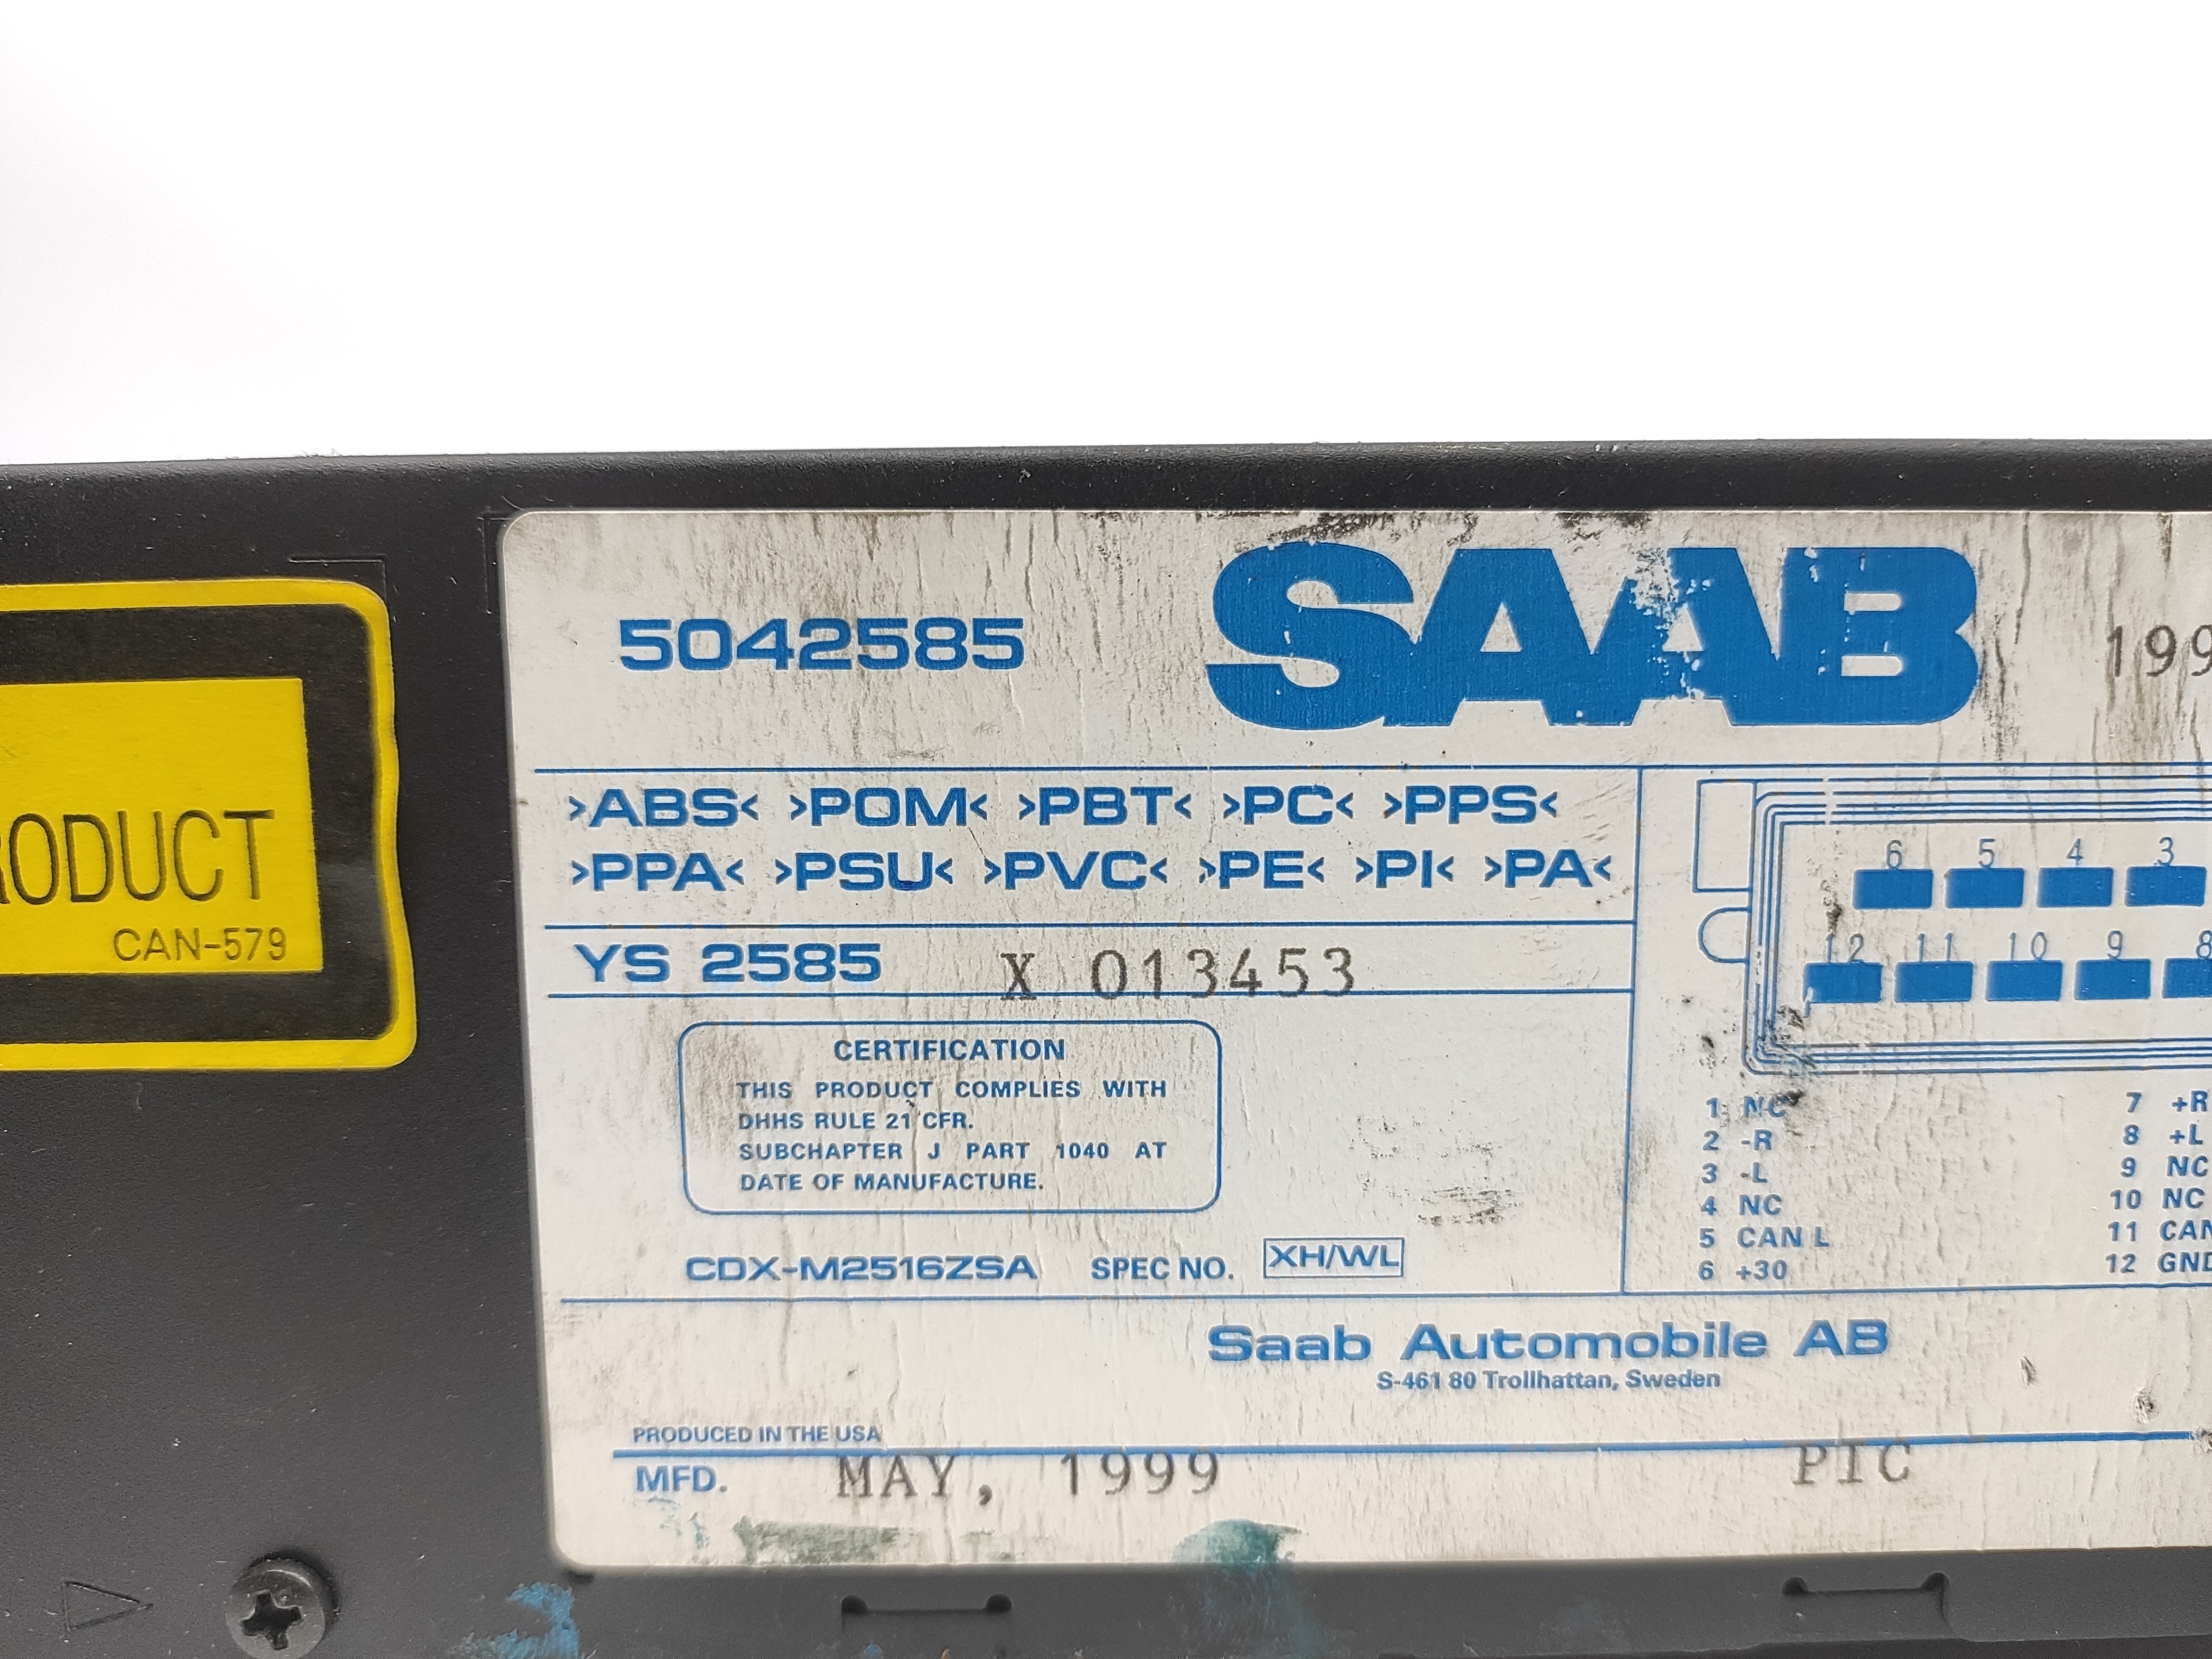 5042585 SAAB
>ABS< >POM< >PBT< >PC< >PPS<
>PPA< >PSU< >PVC< >PE< >PI< >PA<
YS 2585 X 013453
CERTIFICATION
THIS PRODUCT COMPLIES WITH
DHHS RULE 21 CFR.
SUBCHAPTER J PART 1040 AT
DATE OF MANUFACTURE.
CDX-M2516ZSA SPEC NO. XH/WL
6 5 4 3
12 11 10 9 8
1 NC 7 +R
2 -R 8 +L
3 -L 9 NC
4 NC 10 NC
5 CAN L 11 CAN
6 +30 12 GND
Saab Automobile AB
S-461 80 Trollhattan, Sweden
PRODUCED IN THE USA
MFD. MAY, 1999 PIC
CAN-579